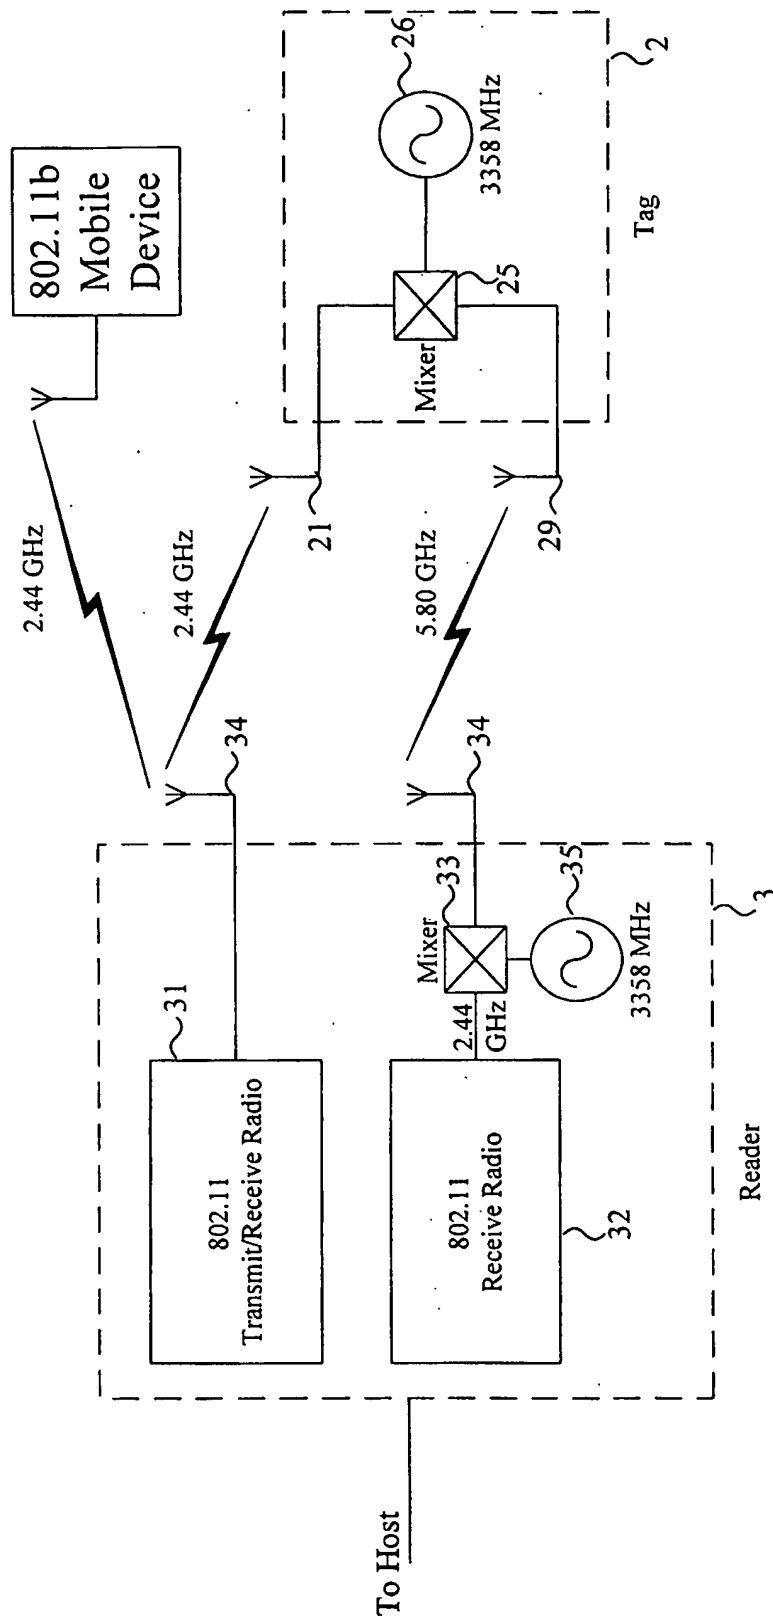 802.11b
Mobile
Device
2.44 GHz
2.44 GHz
5.80 GHz
21
29
Mixer
25
26
3358 MHz
Tag
2
34
34
31
802.11
Transmit/Receive Radio
802.11
Receive Radio
32
2.44
GHz
Mixer
33
35
3358 MHz
Reader
3
To Host